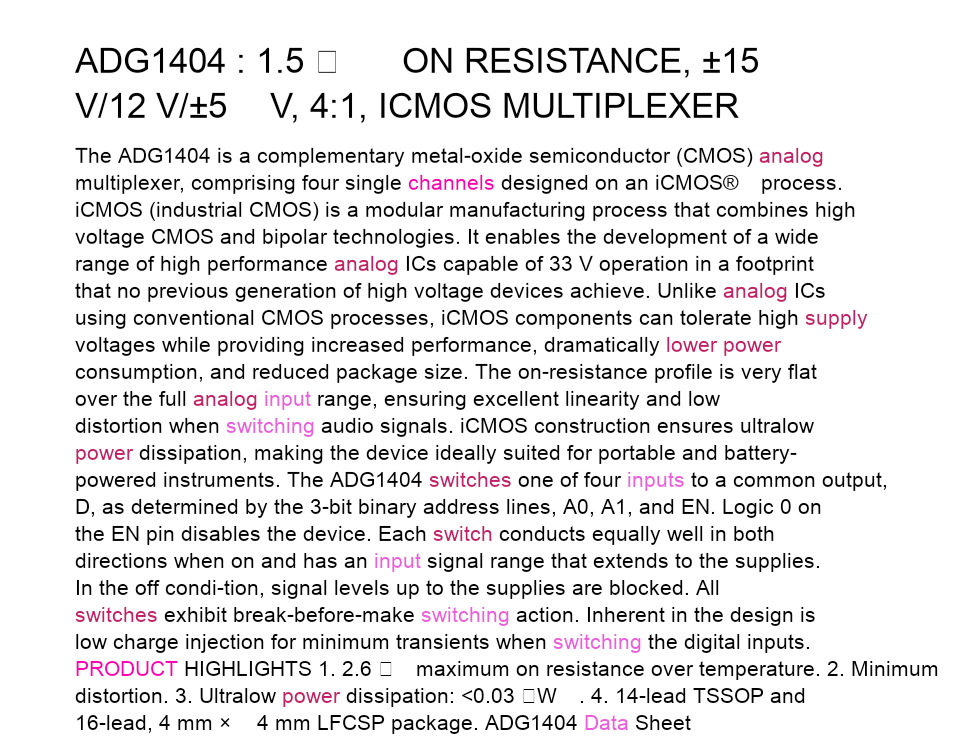 ADG1404 : 1.5 □ ON RESISTANCE, ±15
V/12 V/±5 V, 4:1, ICMOS MULTIPLEXER
The ADG1404 is a complementary metal-oxide semiconductor (CMOS) analog
multiplexer, comprising four single channels designed on an iCMOS® process.
iCMOS (industrial CMOS) is a modular manufacturing process that combines high
voltage CMOS and bipolar technologies. It enables the development of a wide
range of high performance analog ICs capable of 33 V operation in a footprint
that no previous generation of high voltage devices achieve. Unlike analog ICs
using conventional CMOS processes, iCMOS components can tolerate high supply
voltages while providing increased performance, dramatically lower power
consumption, and reduced package size. The on-resistance profile is very flat
over the full analog input range, ensuring excellent linearity and low
distortion when switching audio signals. iCMOS construction ensures ultralow
power dissipation, making the device ideally suited for portable and battery-
powered instruments. The ADG1404 switches one of four inputs to a common output,
D, as determined by the 3-bit binary address lines, A0, A1, and EN. Logic 0 on
the EN pin disables the device. Each switch conducts equally well in both
directions when on and has an input signal range that extends to the supplies.
In the off condi-tion, signal levels up to the supplies are blocked. All
switches exhibit break-before-make switching action. Inherent in the design is
low charge injection for minimum transients when switching the digital inputs.
PRODUCT HIGHLIGHTS 1. 2.6 □ maximum on resistance over temperature. 2. Minimum
distortion. 3. Ultralow power dissipation: <0.03 □W . 4. 14-lead TSSOP and
16-lead, 4 mm × 4 mm LFCSP package. ADG1404 Data Sheet